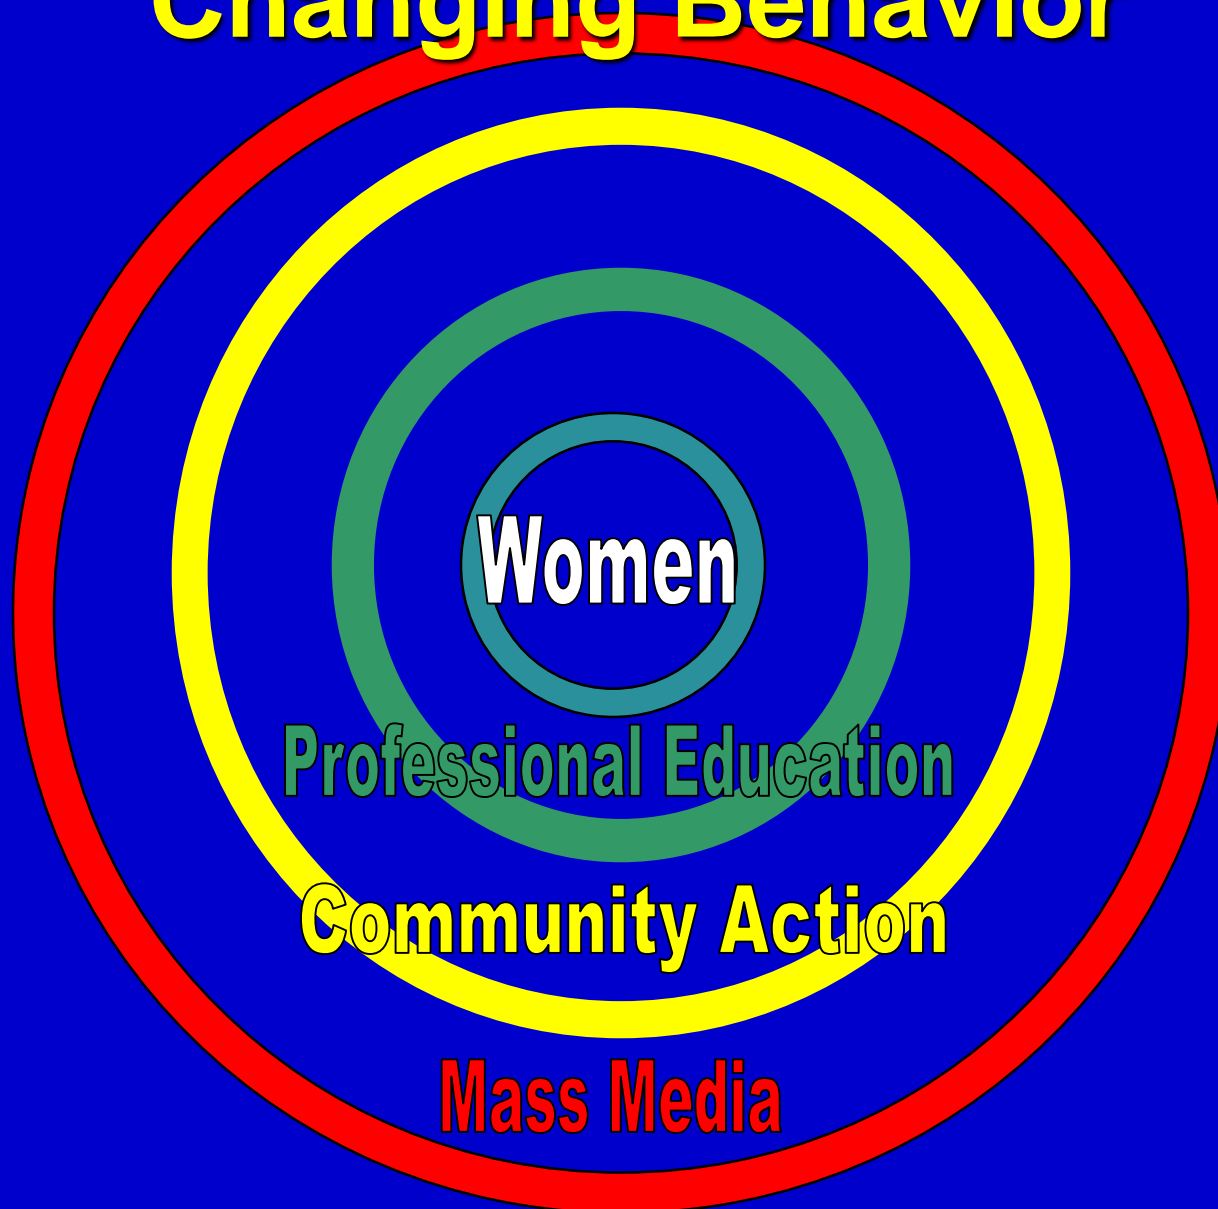 Changing Behavior
Women
Professional Education
Community Action
Mass Media